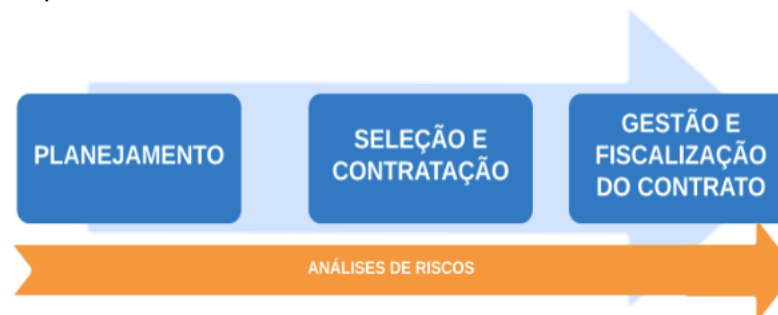 PLANEJAMENTO
SELEÇÃO E
CONTRATAÇÃO
GESTÃO E
FISCALIZAÇÃO
DO CONTRATO
ANÁLISES DE RISCOS